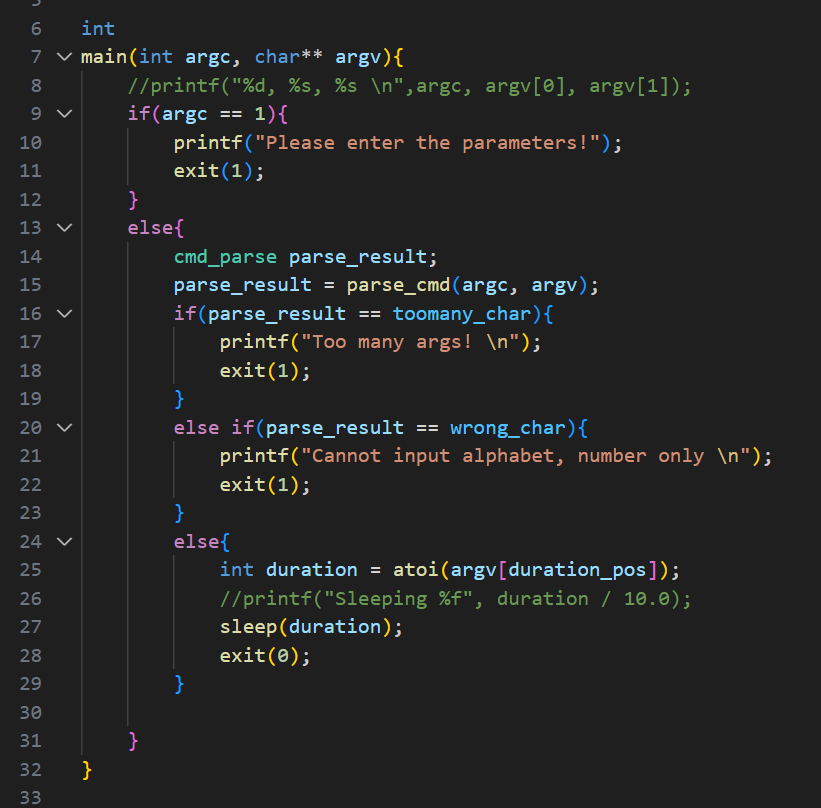 6 int
7 main(int argc, char** argv){
8 //printf("%d, %s, %s \n",argc, argv[0], argv[1]);
9 if(argc == 1){
10 printf("Please enter the parameters!");
11 exit(1);
12 }
13 else{
14 cmd_parse parse_result;
15 parse_result = parse_cmd(argc, argv);
16 if(parse_result == toomany_char){
17 printf("Too many args! \n");
18 exit(1);
19 }
20 else if(parse_result == wrong_char){
21 printf("Cannot input alphabet, number only \n");
22 exit(1);
23 }
24 else{
25 int duration = atoi(argv[duration_pos]);
26 //printf("Sleeping %f", duration / 10.0);
27 sleep(duration);
28 exit(0);
29 }
30
31 }
32 }
33